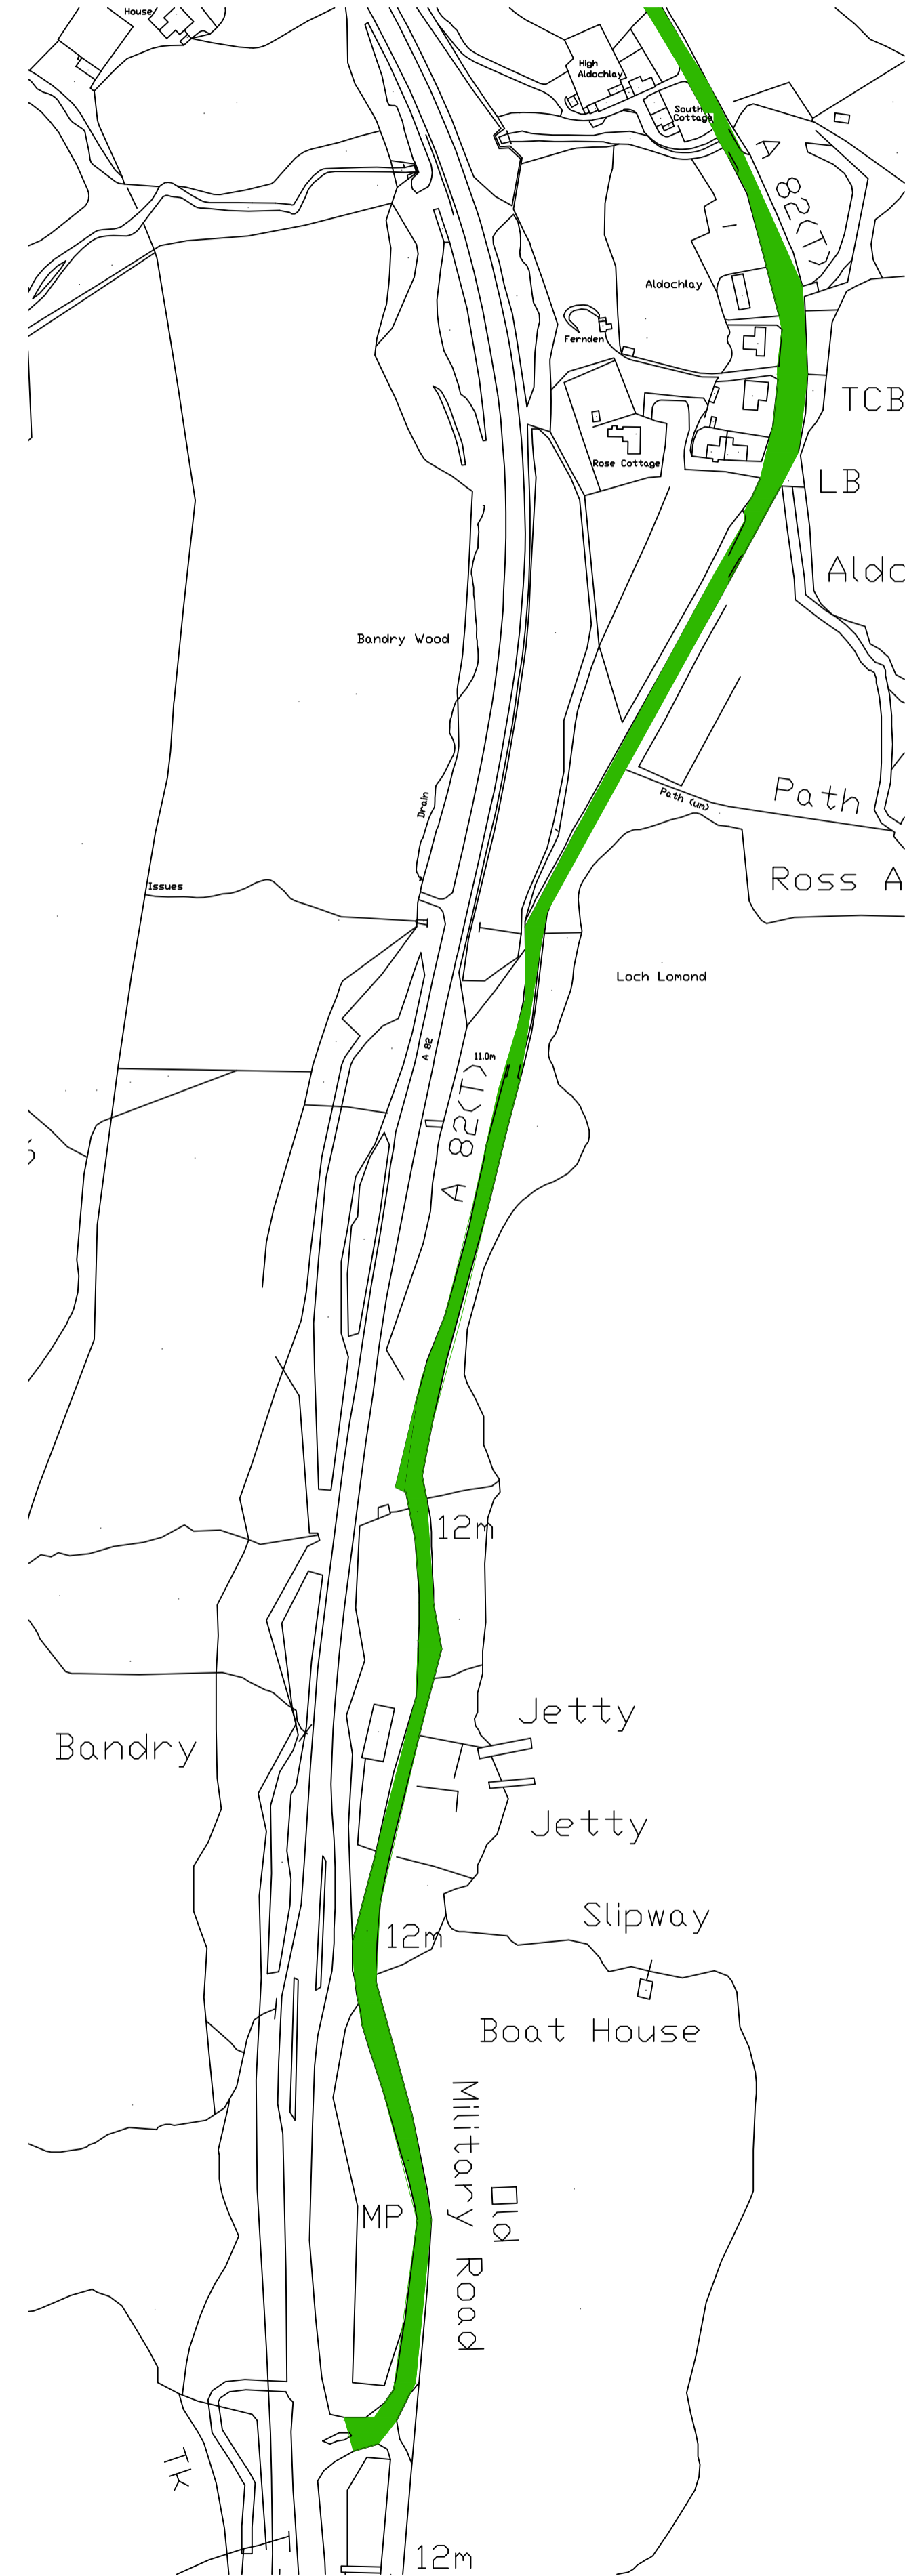 House
High
Aldochlay
South
Cottage
A 82(T)
Aldochlay
Fernden
TCB
Rose Cottage
LB
Aldo
Bandry Wood
Drain
Path (um)
Path
Issues
Ross A
Loch Lomond
A 82
11.0m
A 82(T)
12m
Jetty
Bandry
Jetty
Slipway
12m
Boat House
Old
Military Road
MP
Tk
12m